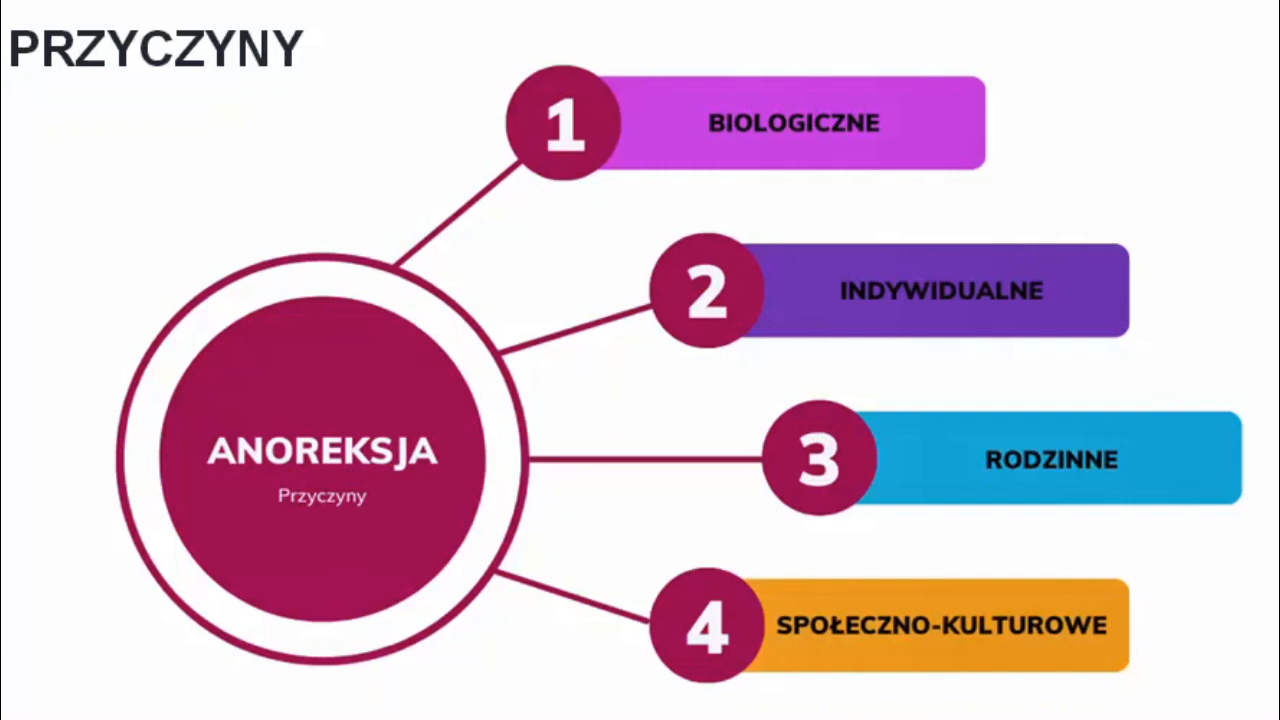 PRZYCZYNY
1
BIOLOGICZNE
2
INDYWIDUALNE
ANOREKSJA
Przyczyny
3
RODZINNE
4
SPOŁECZNO-KULTUROWE